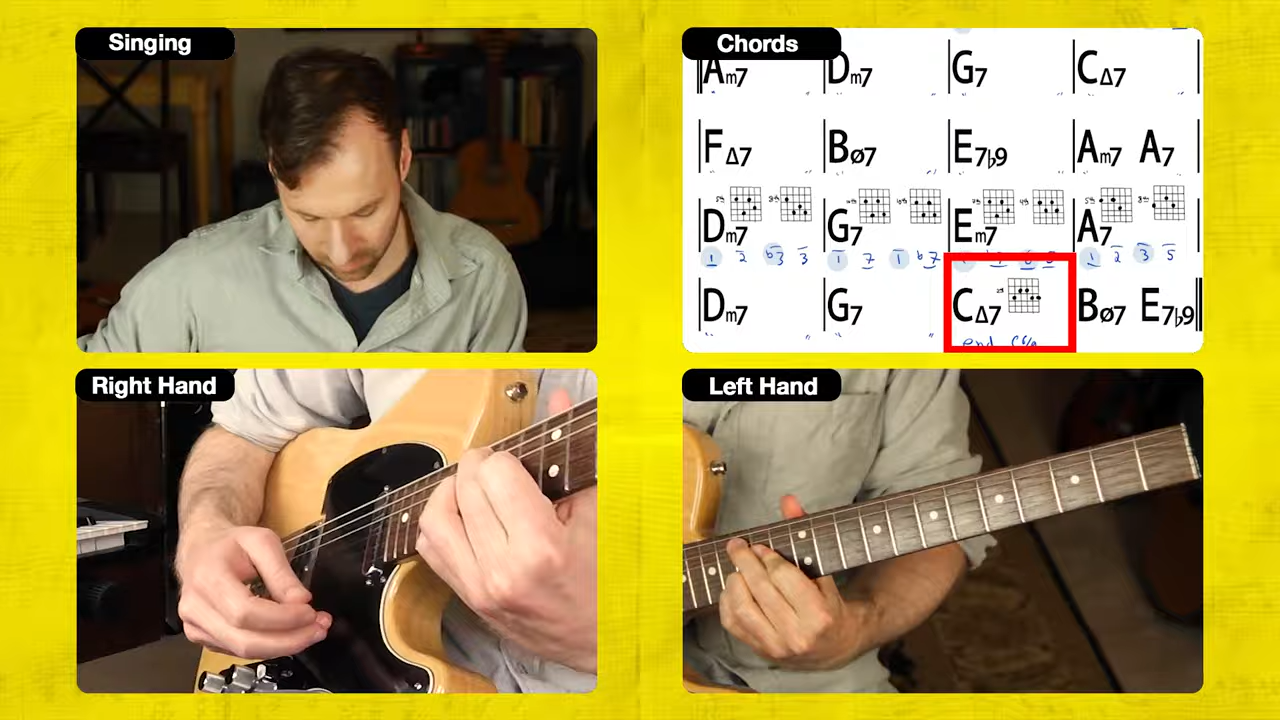 Singing
Chords
Am7 Dm7 G7 CΔ7
FΔ7 Bø7 E7♭9 Am7 A7
Dm7 G7 Em7 A7
1 2 ♭3 3 1 7 1 ♭7 1 2 3 5
Dm7 G7 CΔ7 Bø7 E7♭9
end
Right Hand
Left Hand